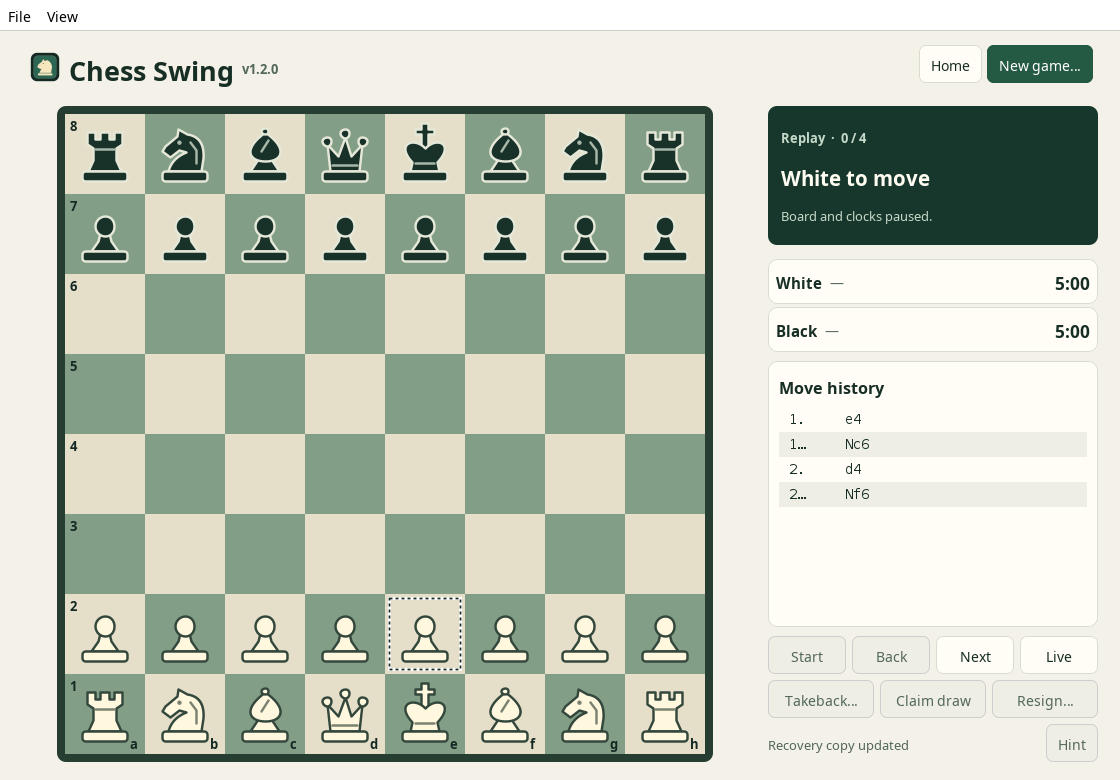 File View
Chess Swing v1.2.0
Home New game...
8
7
6
5
4
3
2
1
a b c d e f g h
Replay · 0 / 4
White to move
Board and clocks paused.
White — 5:00
Black — 5:00
Move history
1. e4
1… Nc6
2. d4
2… Nf6
Start Back Next Live
Takeback... Claim draw Resign...
Recovery copy updated Hint